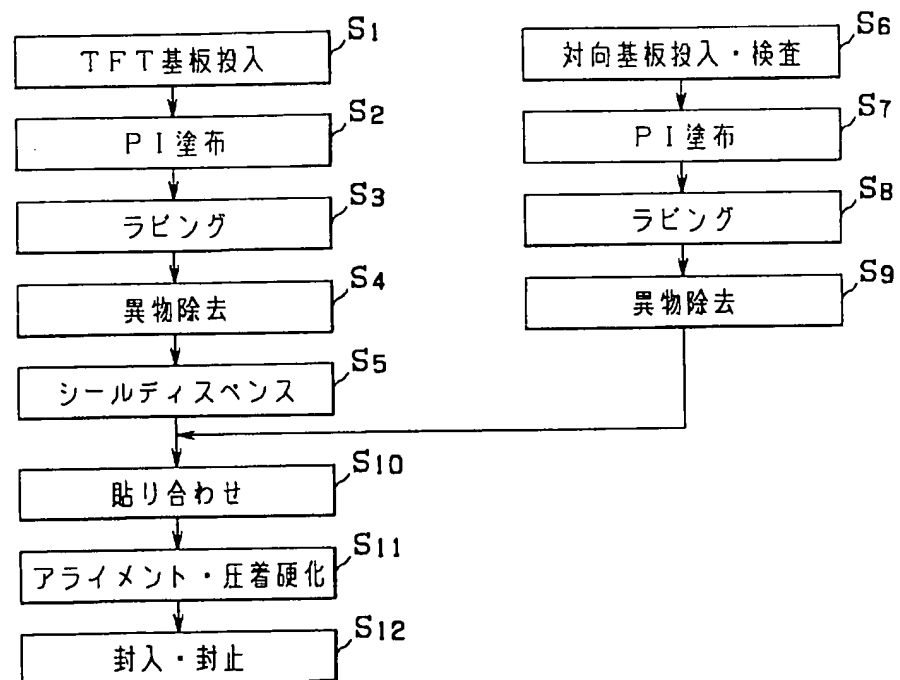 S1
TFT基板投入
S2
PI塗布
S3
ラビング
S4
異物除去
S5
シールディスペンス
S6
対向基板投入・検査
S7
PI塗布
S8
ラビング
S9
異物除去
S10
貼り合わせ
S11
アライメント・圧着硬化
S12
封入・封止